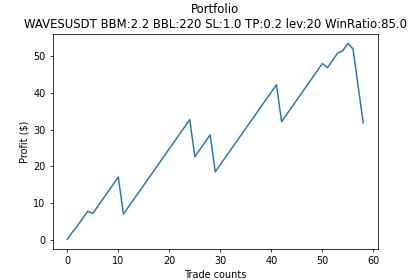 Portfolio
WAVESUSDT BBM:2.2 BBL:220 SL:1.0 TP:0.2 lev:20 WinRatio:85.0
50
40
30
20
10
0
Profit ($)
0 10 20 30 40 50 60
Trade counts